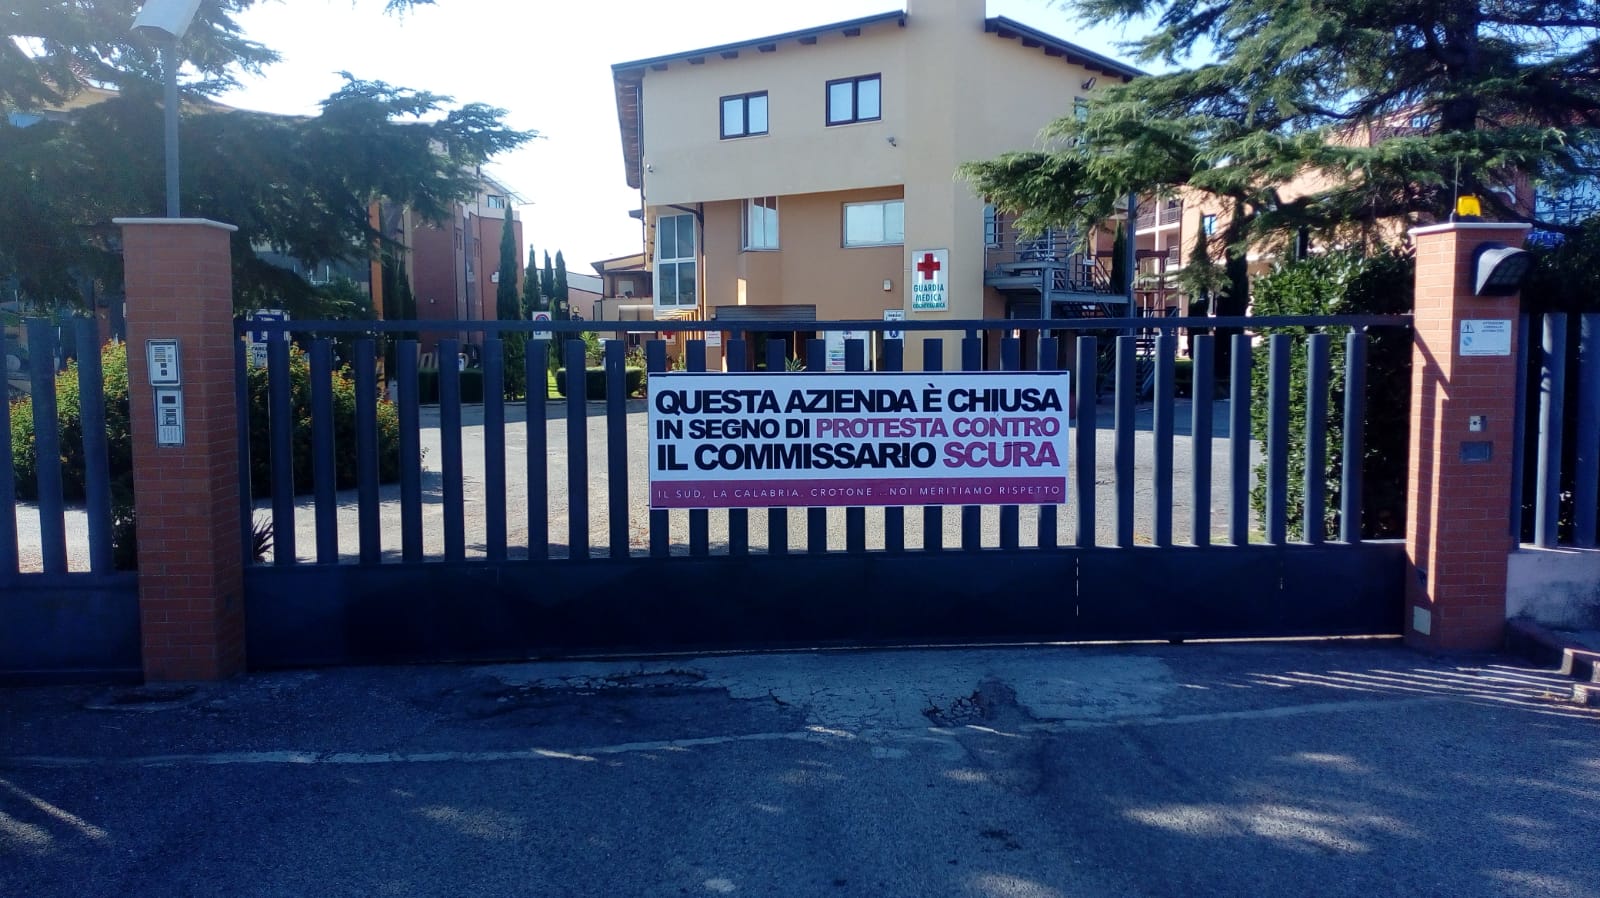 GUARDIA
MEDICA
QUESTA AZIENDA È CHIUSA
IN SEGNO DI PROTESTA CONTRO
IL COMMISSARIO SCURA
IL SUD, LA CALABRIA, CROTONE...NOI MERITIAMO RISPETTO